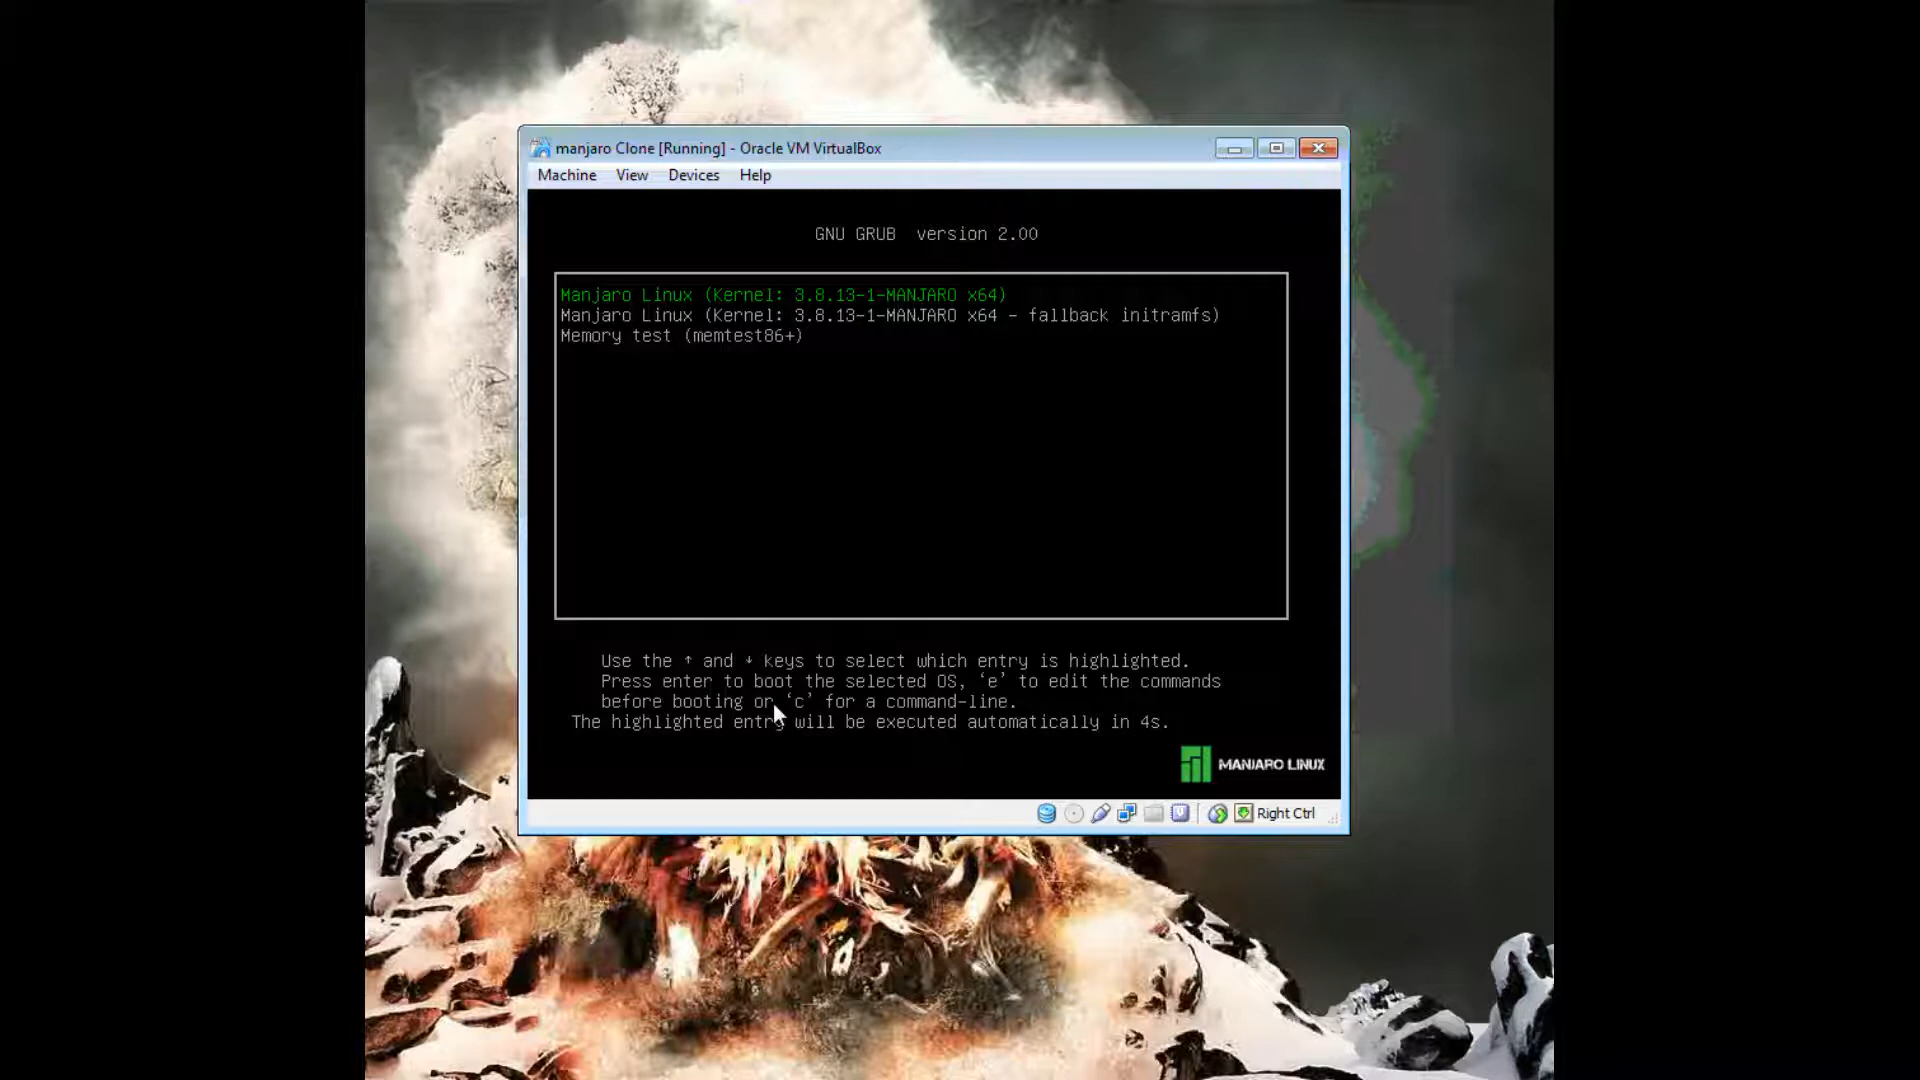 manjaro Clone [Running] - Oracle VM VirtualBox
Machine View Devices Help
GNU GRUB version 2.00
Manjaro Linux (Kernel: 3.8.13-1-MANJARO x64)
Manjaro Linux (Kernel: 3.8.13-1-MANJARO x64 - fallback initramfs)
Memory test (memtest86+)
Use the ↑ and ↓ keys to select which entry is highlighted.
Press enter to boot the selected OS, ‘e’ to edit the commands
before booting or ‘c’ for a command-line.
The highlighted entry will be executed automatically in 4s.
MANJARO LINUX
Right Ctrl